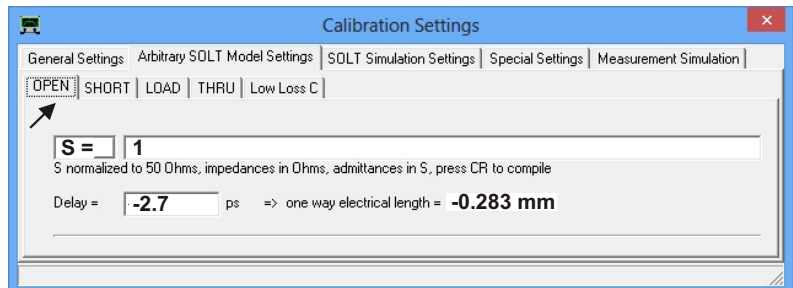 Calibration Settings
General Settings Arbitrary SOLT Model Settings SOLT Simulation Settings Special Settings Measurement Simulation
OPEN SHORT LOAD THRU Low Loss C
S = 1
S normalized to 50 Ohms, impedances in Ohms, admittances in S, press CR to compile
Delay = -2.7 ps => one way electrical length = -0.283 mm